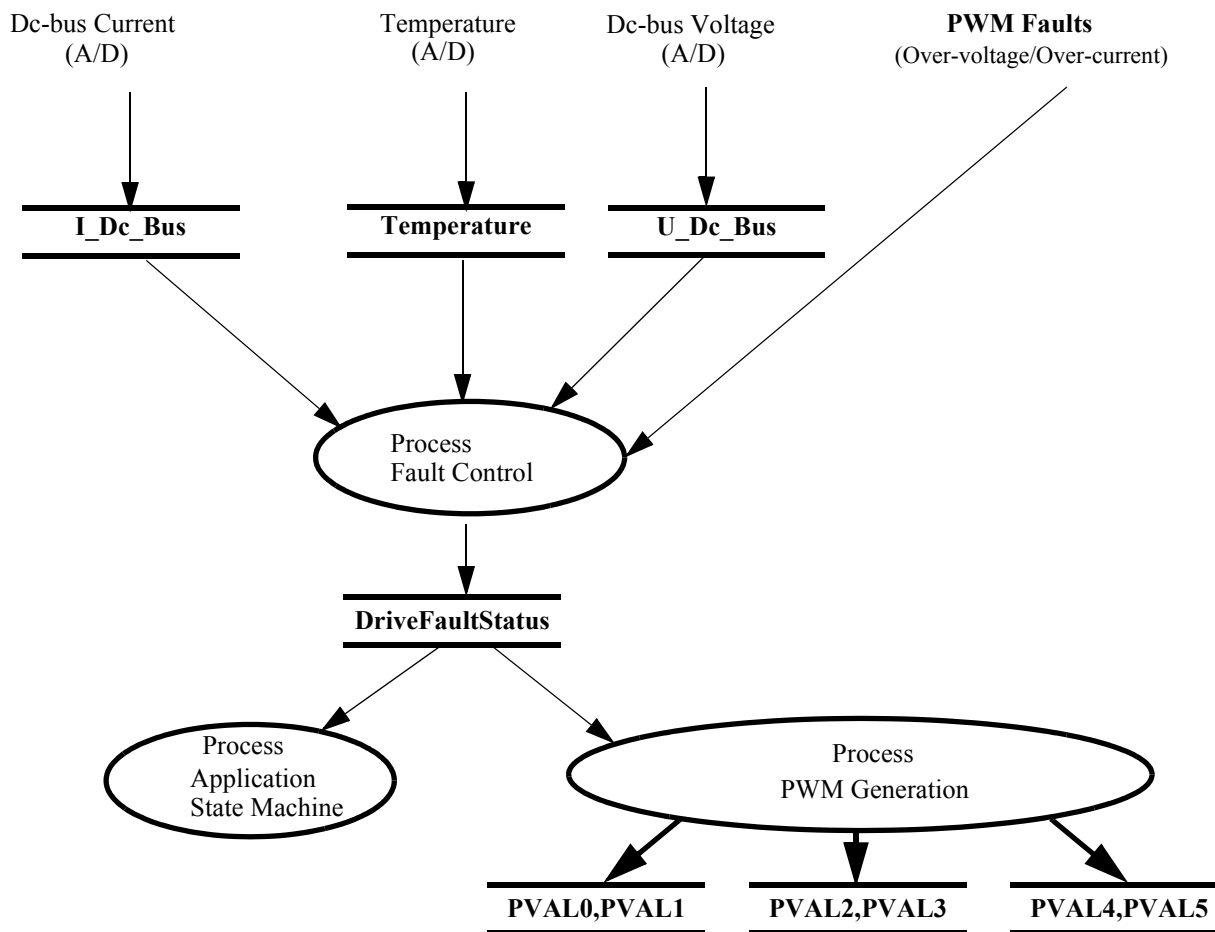 Dc-bus Current
(A/D)
Temperature
(A/D)
Dc-bus Voltage
(A/D)
PWM Faults
(Over-voltage/Over-current)
I_Dc_Bus
Temperature
U_Dc_Bus
Process
Fault Control
DriveFaultStatus
Process
Application
State Machine
Process
PWM Generation
PVAL0,PVAL1
PVAL2,PVAL3
PVAL4,PVAL5